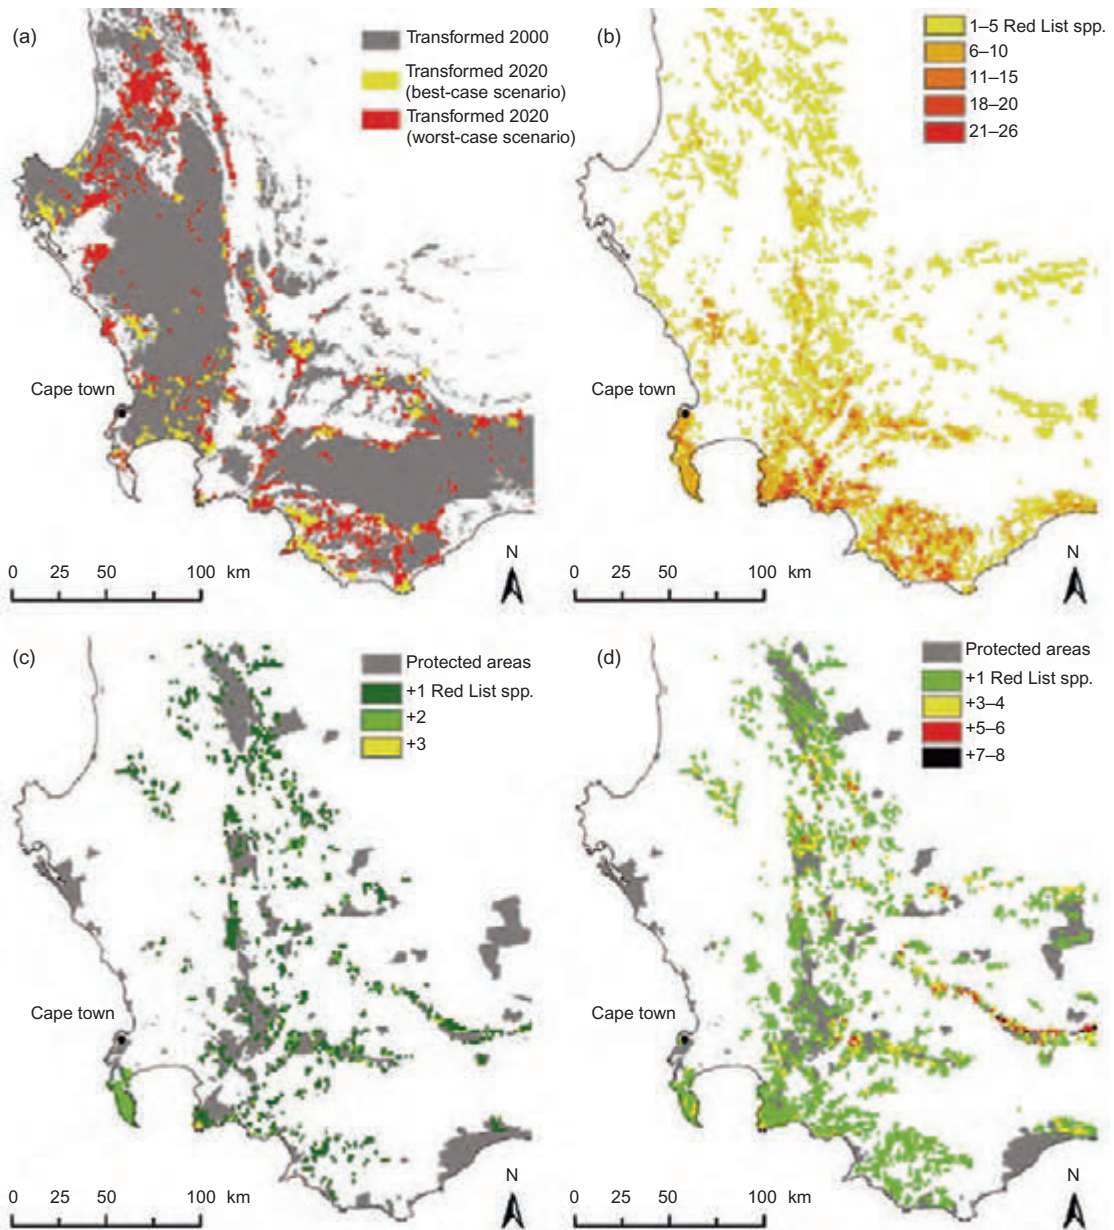 (a)
Transformed 2000
Transformed 2020
(best-case scenario)
Transformed 2020
(worst-case scenario)
Cape town
N
0 25 50 100 km
(b)
1–5 Red List spp.
6–10
11–15
18–20
21–26
Cape town
N
0 25 50 100 km
(c)
Protected areas
+1 Red List spp.
+2
+3
Cape town
N
0 25 50 100 km
(d)
Protected areas
+1 Red List spp.
+3–4
+5–6
+7–8
Cape town
N
0 25 50 100 km